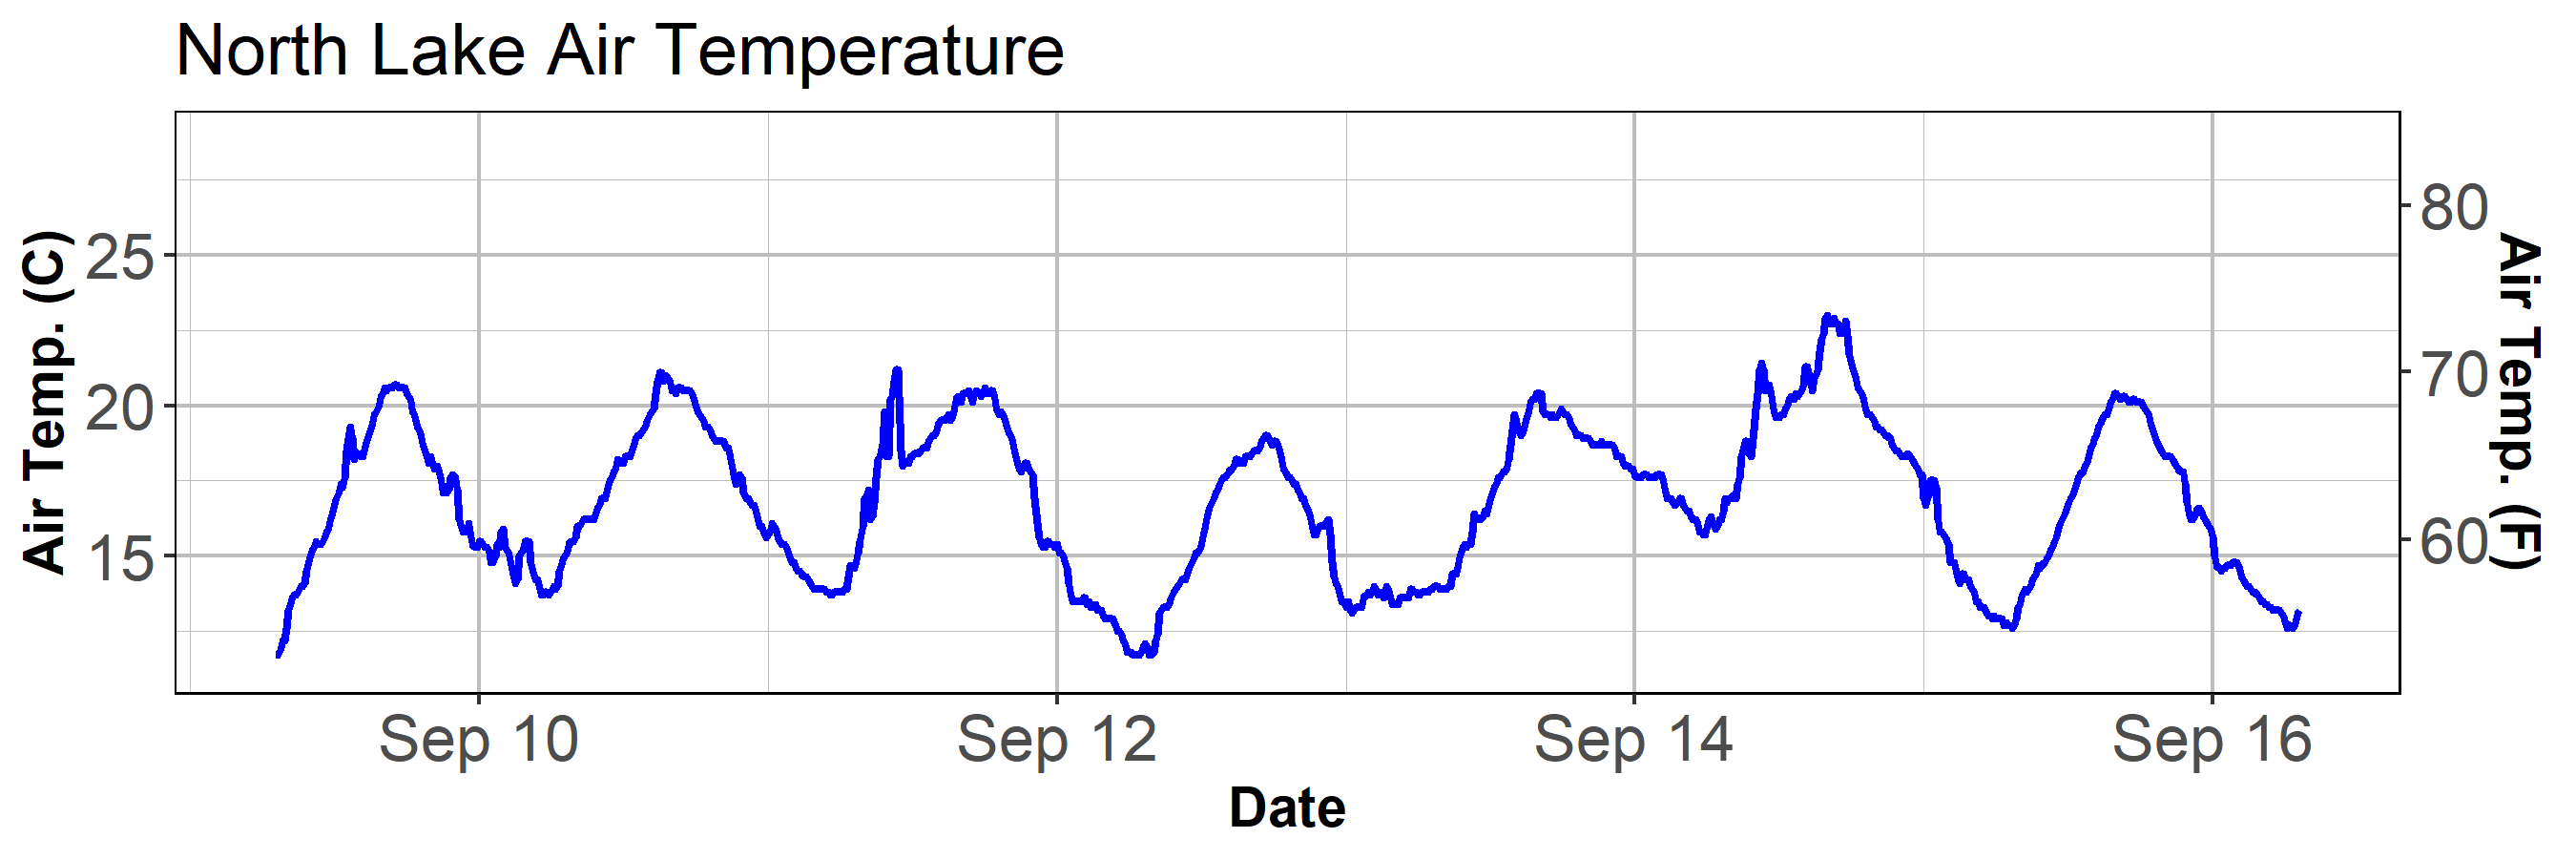 North Lake Air Temperature
Air Temp. (C)
25
20
15
80
70
60
Air Temp. (F)
Sep 10
Sep 12
Sep 14
Sep 16
Date